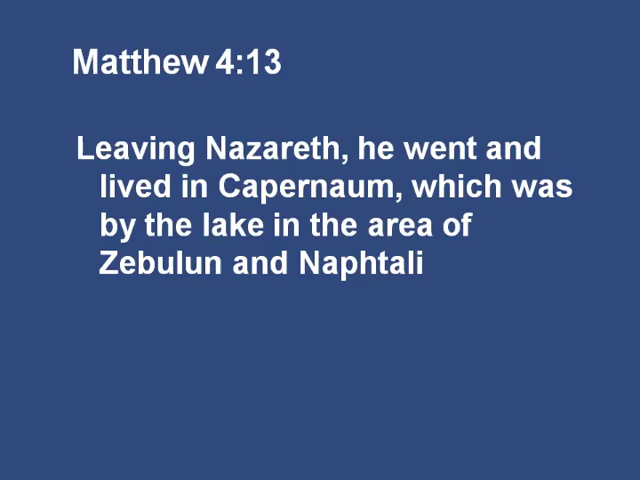 Matthew 4:13
Leaving Nazareth, he went and
lived in Capernaum, which was
by the lake in the area of
Zebulun and Naphtali